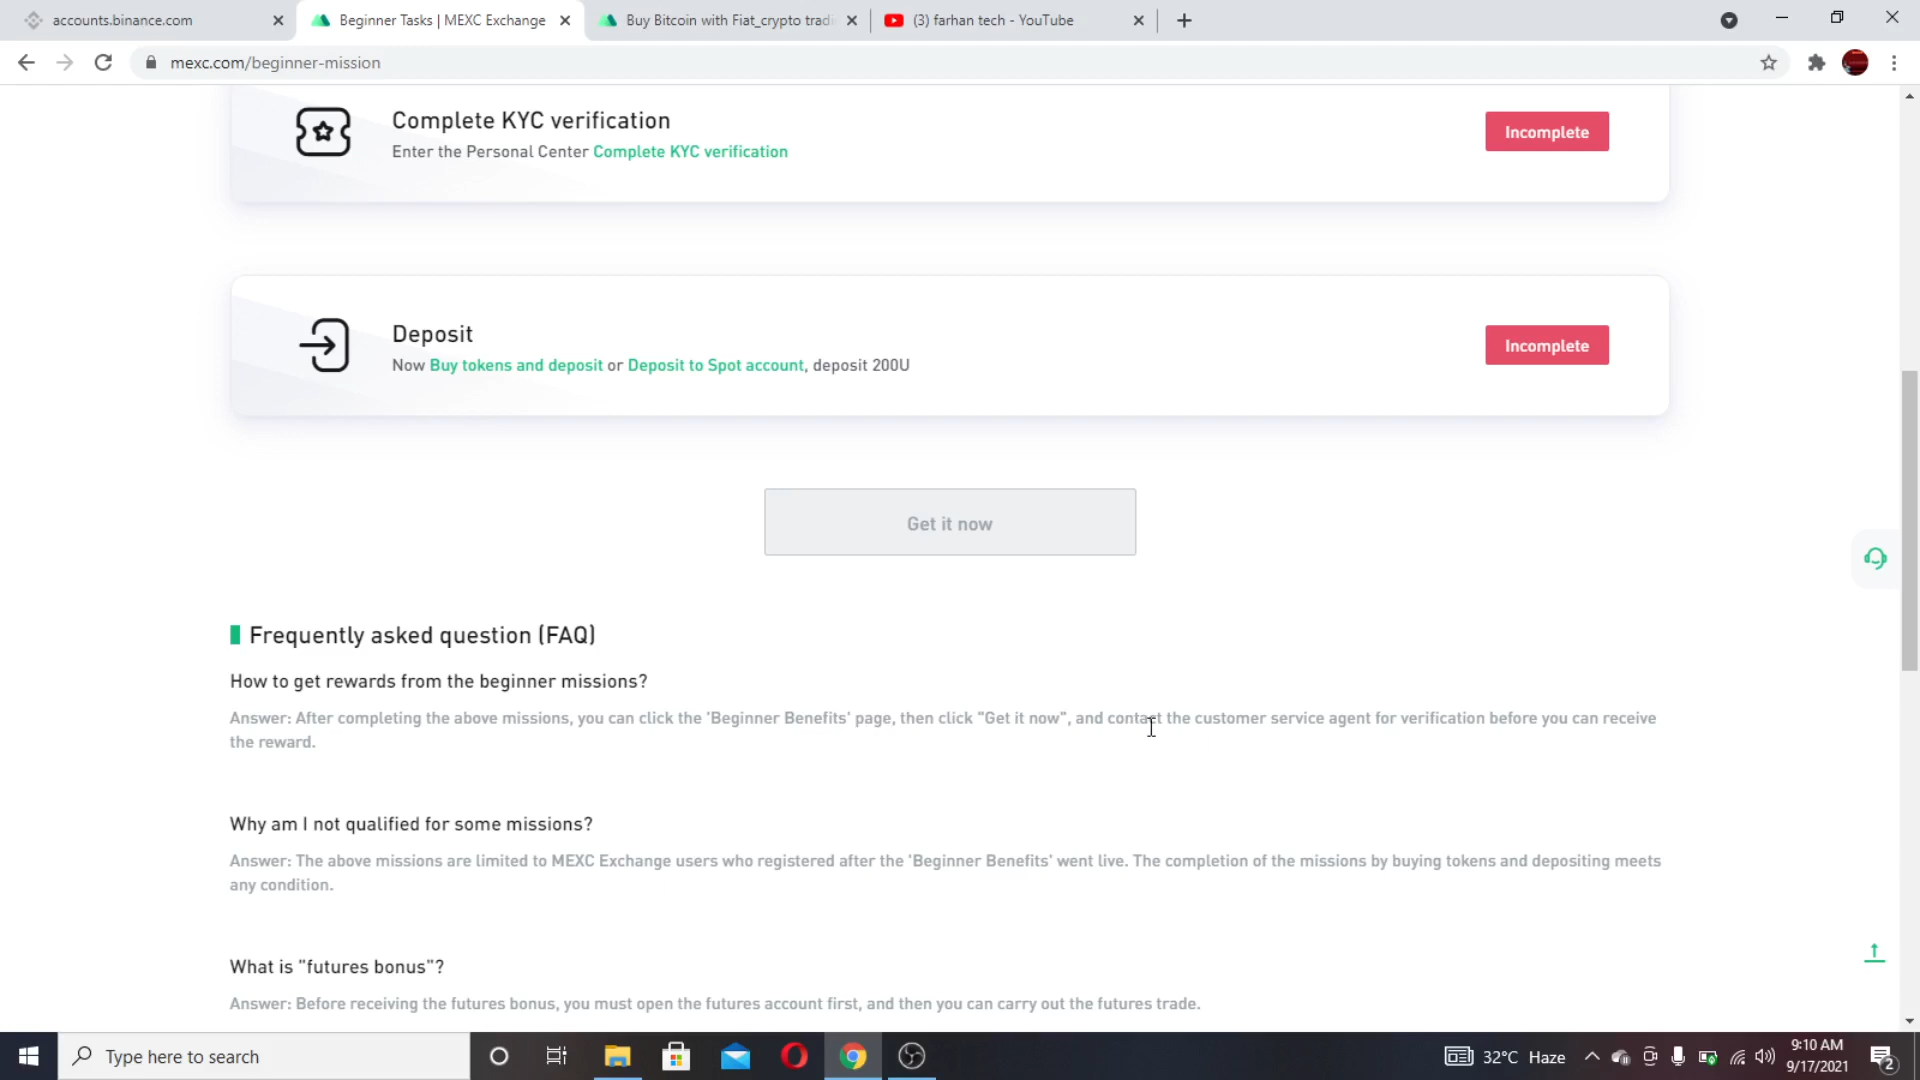 accounts.binance.com
Beginner Tasks | MEXC Exchange
Buy Bitcoin with Fiat_crypto tradi
(3) farhan tech - YouTube
mexc.com/beginner-mission
Complete KYC verification
Enter the Personal Center Complete KYC verification
Incomplete
Deposit
Now Buy tokens and deposit or Deposit to Spot account, deposit 200U
Incomplete
Get it now
Frequently asked question (FAQ)
How to get rewards from the beginner missions?
Answer: After completing the above missions, you can click the 'Beginner Benefits' page, then click "Get it now", and contact the customer service agent for verification before you can receive
the reward.
Why am I not qualified for some missions?
Answer: The above missions are limited to MEXC Exchange users who registered after the 'Beginner Benefits' went live. The completion of the missions by buying tokens and depositing meets
any condition.
What is "futures bonus"?
Answer: Before receiving the futures bonus, you must open the futures account first, and then you can carry out the futures trade.
Type here to search
32°C Haze
9:10 AM
9/17/2021
2